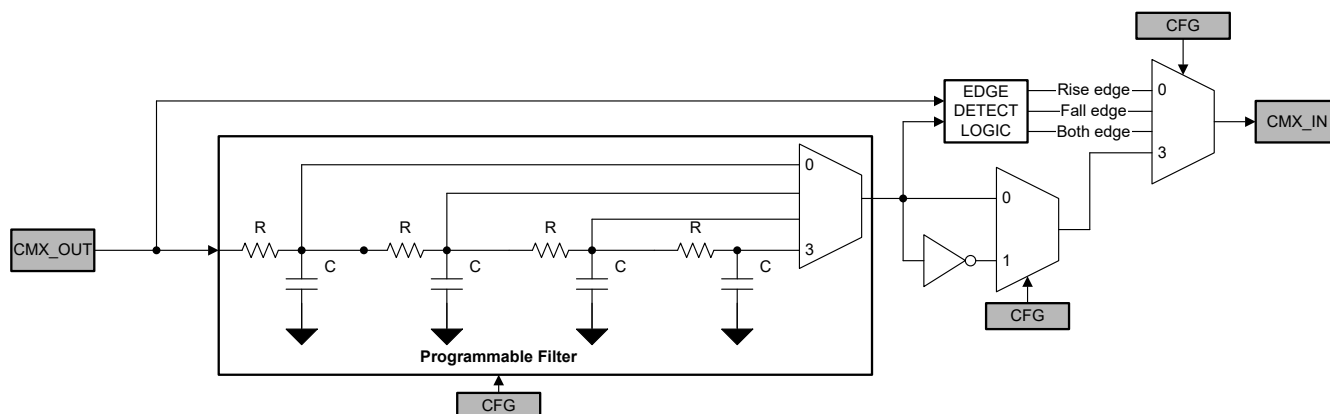 CFG
EDGE
DETECT
LOGIC
Rise edge
Fall edge
Both edge
0
3
CMX_IN
0
3
R
R
R
R
C
C
C
C
CMX_OUT
0
1
CFG
Programmable Filter
CFG